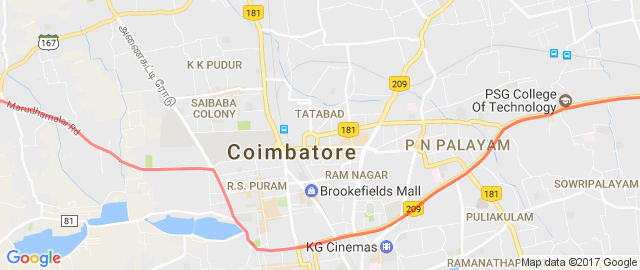 181
167
K K PUDUR
209
PSG College
Of Technology
SAIBABA
COLONY
TATABAD
Marudhamalai Rd
181
Coimbatore
P N PALAYAM
RAM NAGAR
R.S. PURAM
Brookefields Mall
SOWRIPALAYAM
181
209
PULIAKULAM
81
KG Cinemas
Google
RAMANATHAP
Map data ©2017 Google